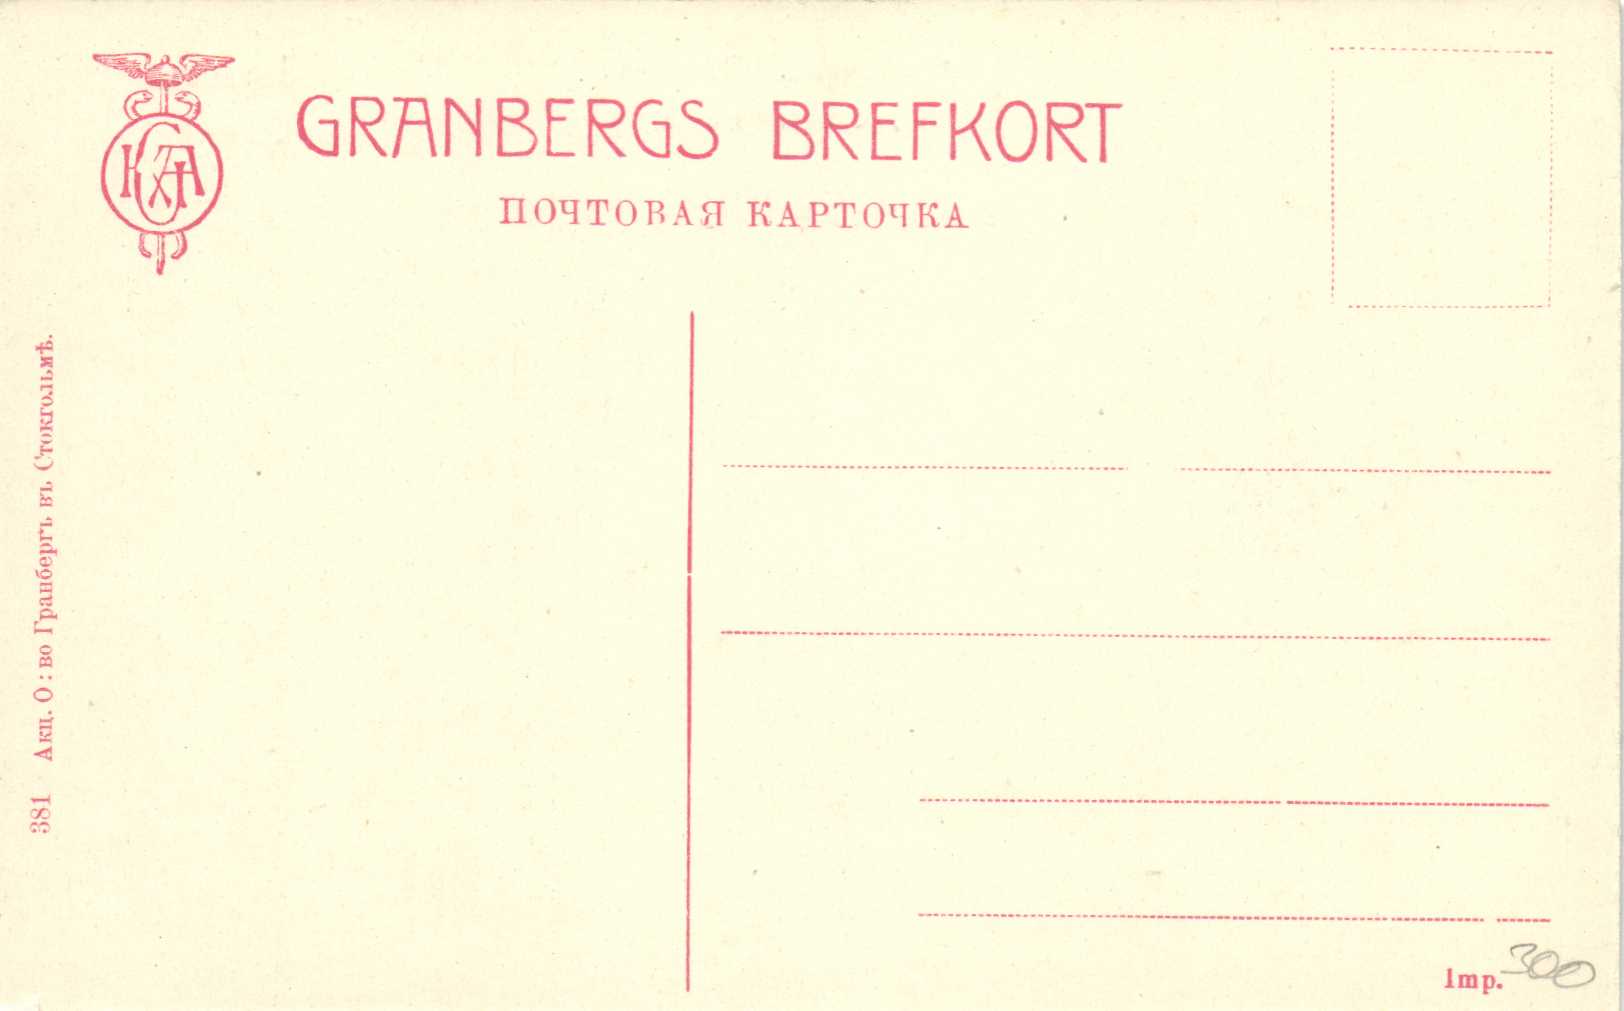 GRANBERGS BREFKORT
ПОЧТОВАЯ КАРТОЧКА
381 Акц. О: во Гранбергъ въ Стокгольмѣ.
Imp.
300